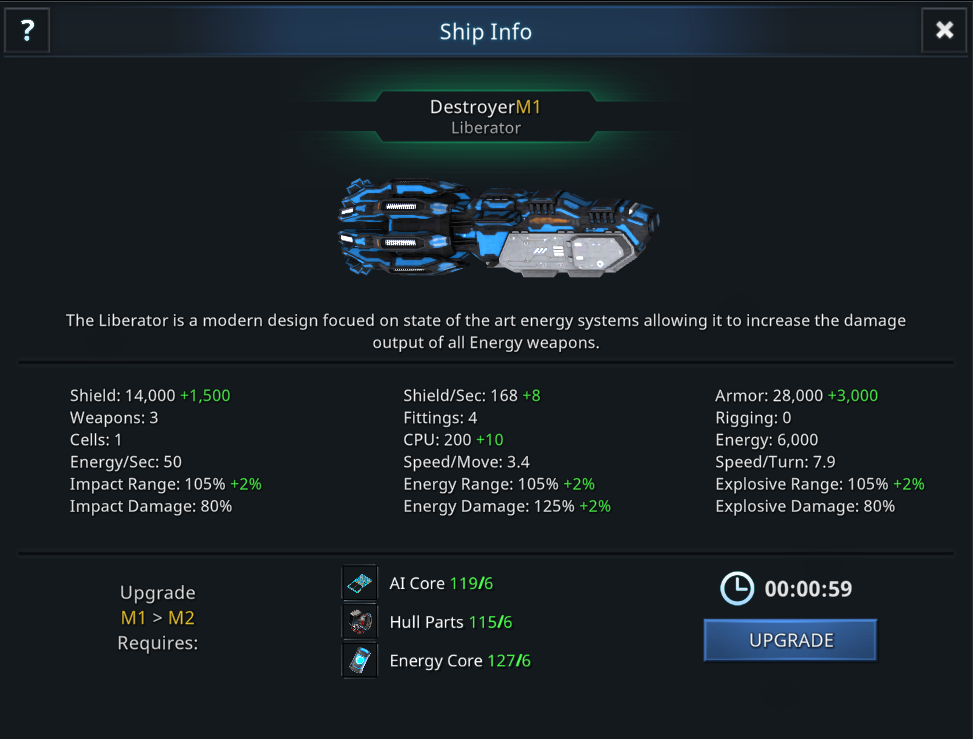 ?
Ship Info
✖
DestroyerM1
Liberator
The Liberator is a modern design focued on state of the art energy systems allowing it to increase the damage
output of all Energy weapons.
Shield: 14,000 +1,500
Weapons: 3
Cells: 1
Energy/Sec: 50
Impact Range: 105% +2%
Impact Damage: 80%
Shield/Sec: 168 +8
Fittings: 4
CPU: 200 +10
Speed/Move: 3.4
Energy Range: 105% +2%
Energy Damage: 125% +2%
Armor: 28,000 +3,000
Rigging: 0
Energy: 6,000
Speed/Turn: 7.9
Explosive Range: 105% +2%
Explosive Damage: 80%
Upgrade
M1 > M2
Requires:
AI Core 119/6
Hull Parts 115/6
Energy Core 127/6
00:00:59
UPGRADE